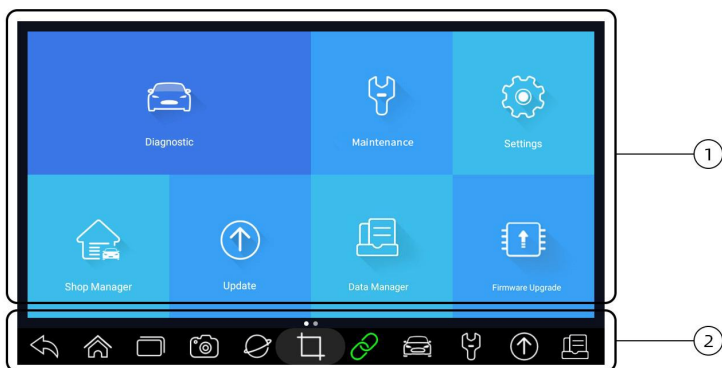 Diagnostic
Maintenance
Settings
1
Shop Manager
Update
Data Manager
Firmware Upgrade
2